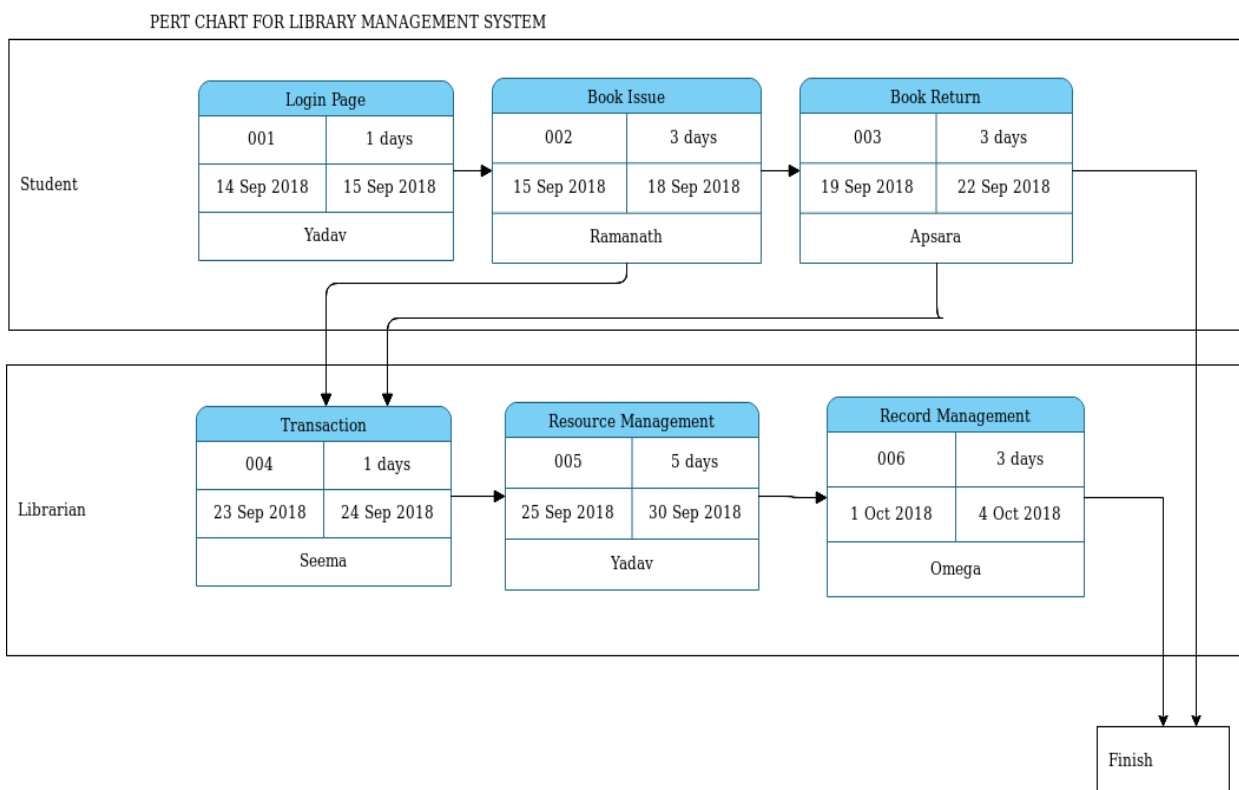 PERT CHART FOR LIBRARY MANAGEMENT SYSTEM
Student
Login Page
001 1 days
14 Sep 2018 15 Sep 2018
Yadav
Book Issue
002 3 days
15 Sep 2018 18 Sep 2018
Ramanath
Book Return
003 3 days
19 Sep 2018 22 Sep 2018
Apsara
Librarian
Transaction
004 1 days
23 Sep 2018 24 Sep 2018
Seema
Resource Management
005 5 days
25 Sep 2018 30 Sep 2018
Yadav
Record Management
006 3 days
1 Oct 2018 4 Oct 2018
Omega
Finish